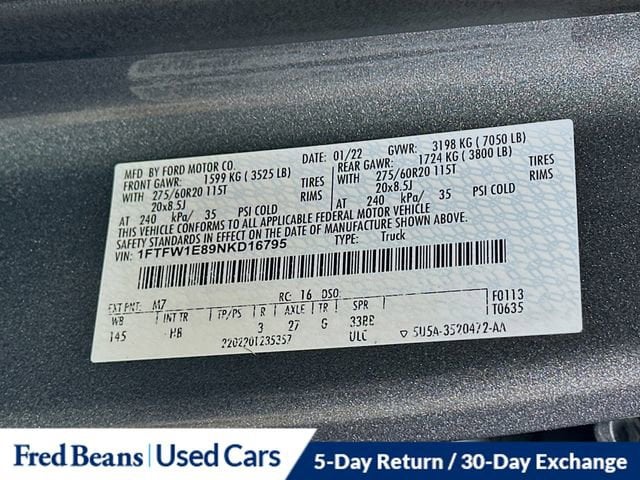 MFD BY FORD MOTOR CO. DATE: 01/22 GVWR: 3198 KG ( 7050 LB)
FRONT GAWR: 1599 KG ( 3525 LB) REAR GAWR: 1724 KG ( 3800 LB)
WITH 275/60R20 115T TIRES WITH 275/60R20 115T TIRES
20x8.5J RIMS 20x8.5J RIMS
AT 240 kPa/ 35 PSI COLD AT 240 kPa/ 35 PSI COLD
THIS VEHICLE CONFORMS TO ALL APPLICABLE FEDERAL MOTOR VEHICLE
SAFETY STANDARDS IN EFFECT ON THE DATE OF MANUFACTURE SHOWN ABOVE.
VIN: 1FTFW1E89NKD16795 TYPE: Truck
F0113
T0635
EXT PNT: M7 RC: 16 DSO:
WB INT TR TP/PS R AXLE TR SPR
145 HB 3 27 G 33BB
2202201235357 ULC
Fred Beans Used Cars 5-Day Return / 30-Day Exchange